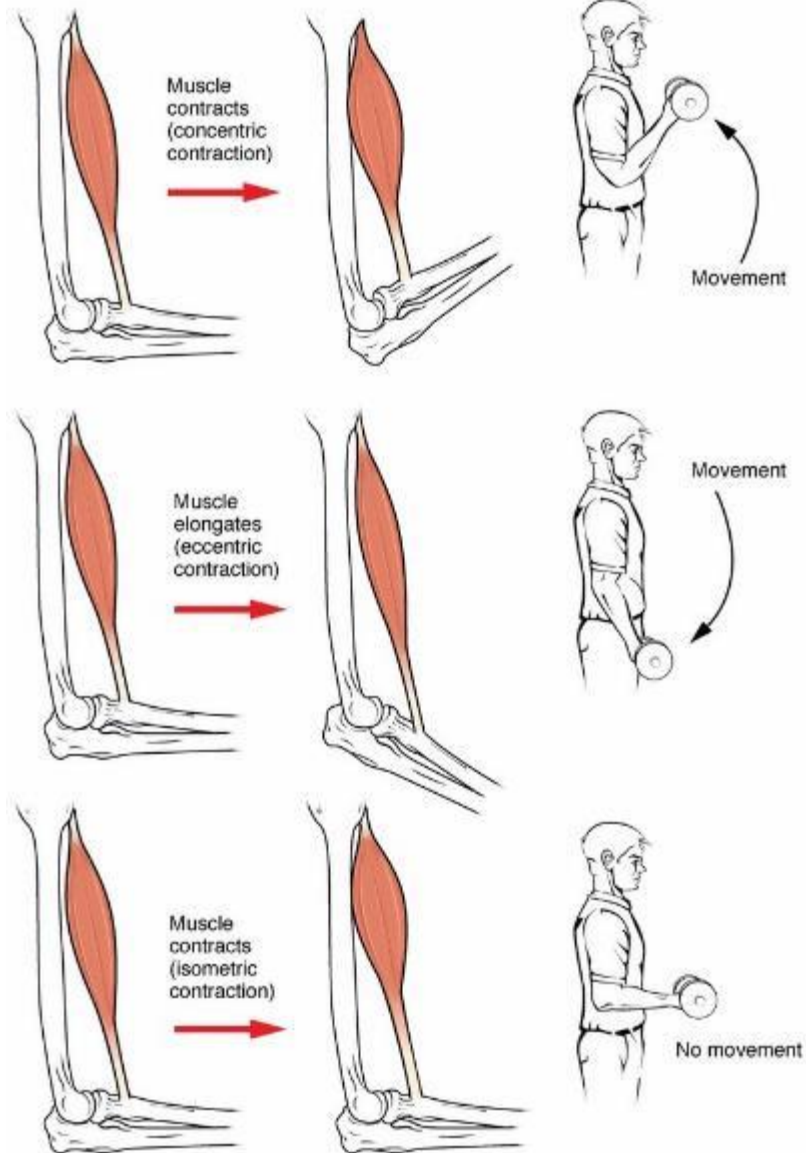 Muscle
contracts
(concentric
contraction)
Movement
Muscle
elongates
(eccentric
contraction)
Movement
Muscle
contracts
(isometric
contraction)
No movement